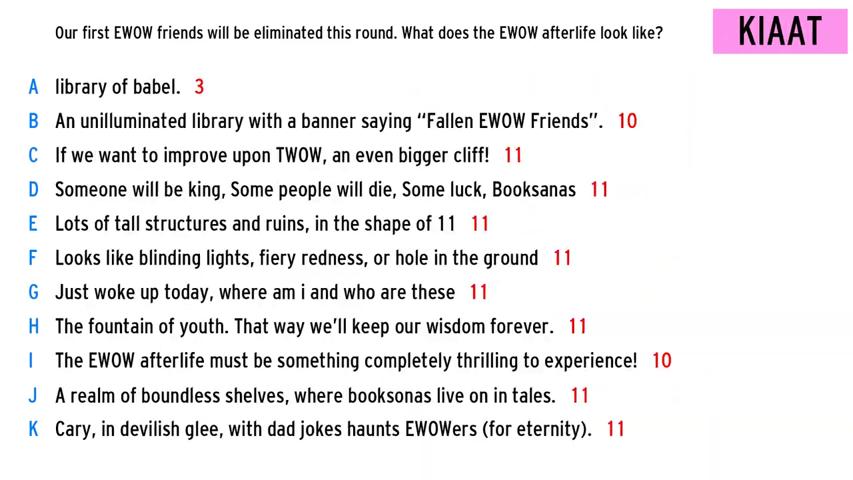 Our first EWOW friends will be eliminated this round. What does the EWOW afterlife look like?
KIAAT
A library of babel. 3
B An unilluminated library with a banner saying “Fallen EWOW Friends”. 10
C If we want to improve upon TWOW, an even bigger cliff! 11
D Someone will be king, Some people will die, Some luck, Booksanas 11
E Lots of tall structures and ruins, in the shape of 11 11
F Looks like blinding lights, fiery redness, or hole in the ground 11
G Just woke up today, where am i and who are these 11
H The fountain of youth. That way we’ll keep our wisdom forever. 11
I The EWOW afterlife must be something completely thrilling to experience! 10
J A realm of boundless shelves, where booksonas live on in tales. 11
K Cary, in devilish glee, with dad jokes haunts EWOWers (for eternity). 11